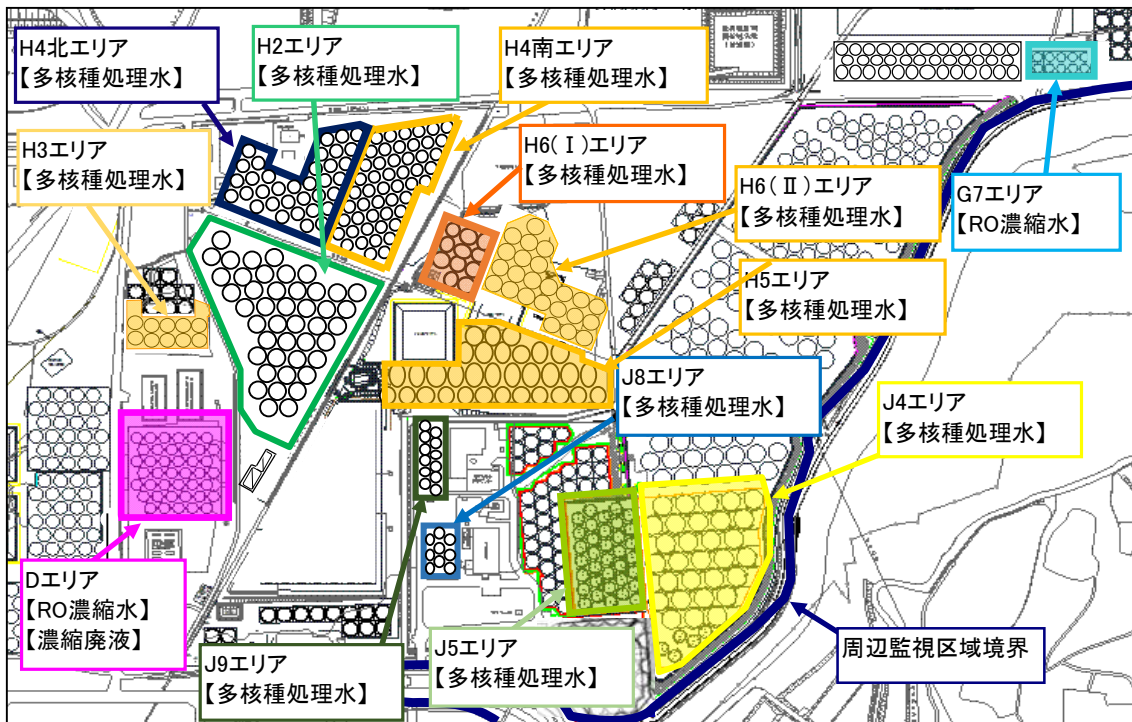 H4北エリア
【多核種処理水】
H2エリア
【多核種処理水】
H4南エリア
【多核種処理水】
H3エリア
【多核種処理水】
H6(Ⅰ)エリア
【多核種処理水】
H6(Ⅱ)エリア
【多核種処理水】
G7エリア
【RO濃縮水】
H5エリア
【多核種処理水】
J8エリア
【多核種処理水】
J4エリア
【多核種処理水】
Dエリア
【RO濃縮水】
【濃縮廃液】
J9エリア
【多核種処理水】
J5エリア
【多核種処理水】
周辺監視区域境界